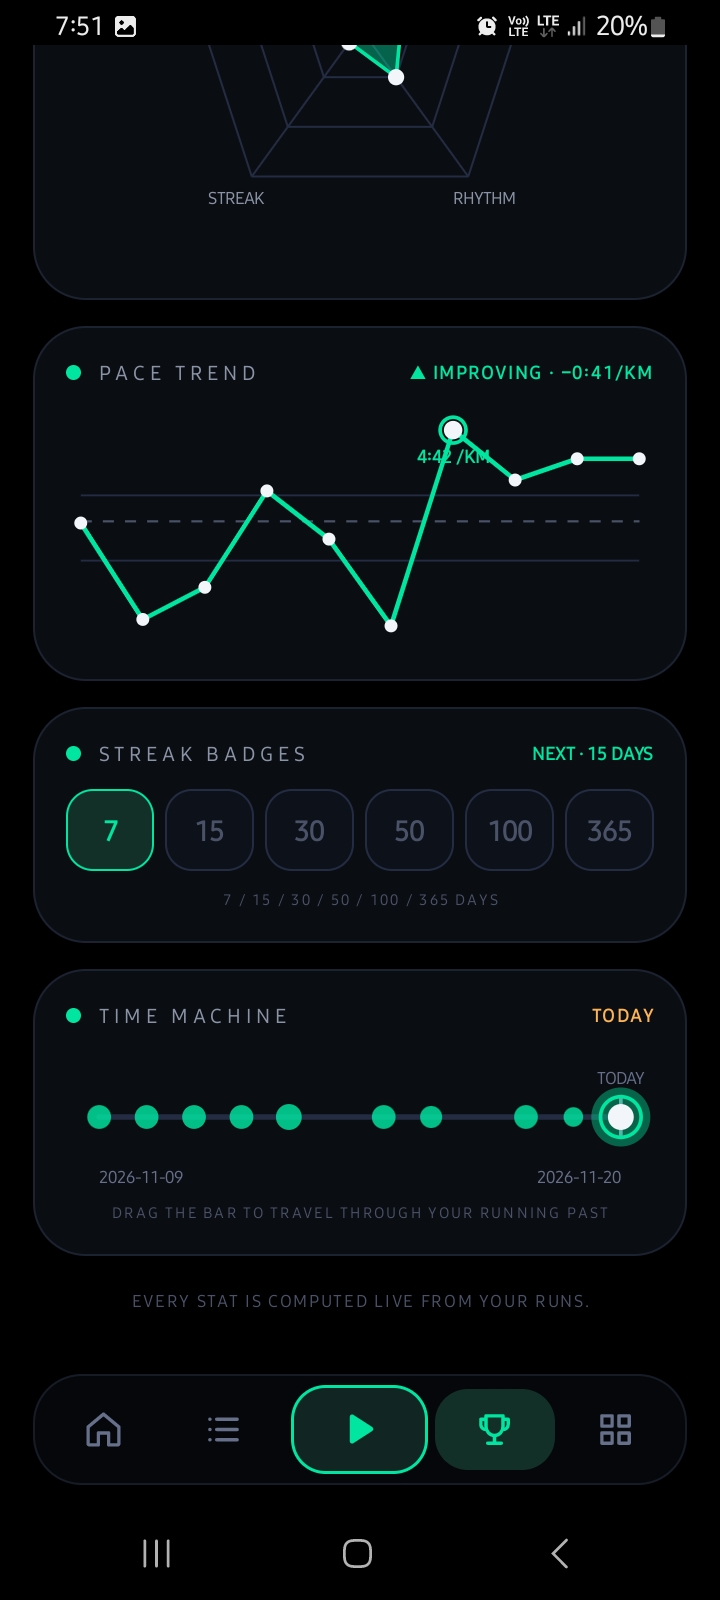 7:51
Vo)) LTE LTE 20%
STREAK RHYTHM
PACE TREND ▲ IMPROVING · −0:41/KM
4:42 /KM
STREAK BADGES NEXT · 15 DAYS
7 15 30 50 100 365
7 / 15 / 30 / 50 / 100 / 365 DAYS
TIME MACHINE TODAY
TODAY
2026-11-09 2026-11-20
DRAG THE BAR TO TRAVEL THROUGH YOUR RUNNING PAST
EVERY STAT IS COMPUTED LIVE FROM YOUR RUNS.